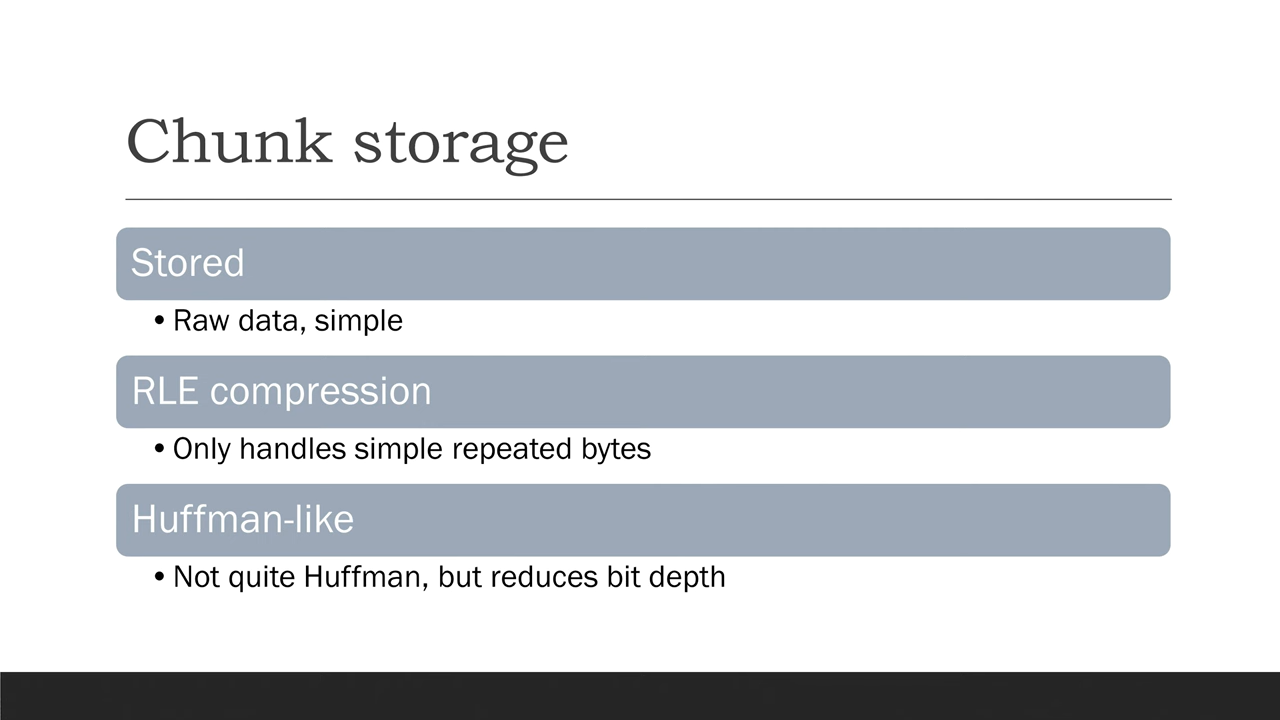 Chunk storage
Stored
• Raw data, simple
RLE compression
• Only handles simple repeated bytes
Huffman-like
• Not quite Huffman, but reduces bit depth